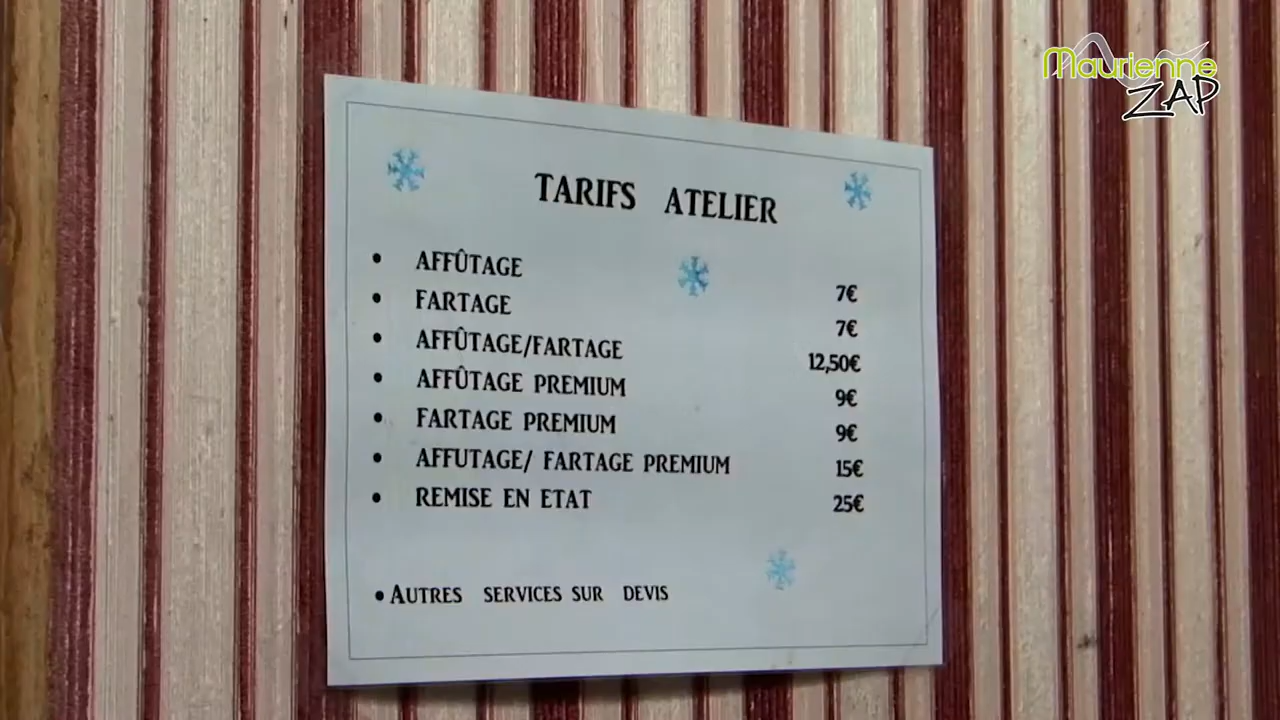 Maurienne
ZAP
TARIFS ATELIER
• AFFÛTAGE 7€
• FARTAGE 7€
• AFFÛTAGE/FARTAGE 12,50€
• AFFÛTAGE PREMIUM 9€
• FARTAGE PREMIUM 9€
• AFFUTAGE/ FARTAGE PREMIUM 15€
• REMISE EN ETAT 25€
• AUTRES SERVICES SUR DEVIS